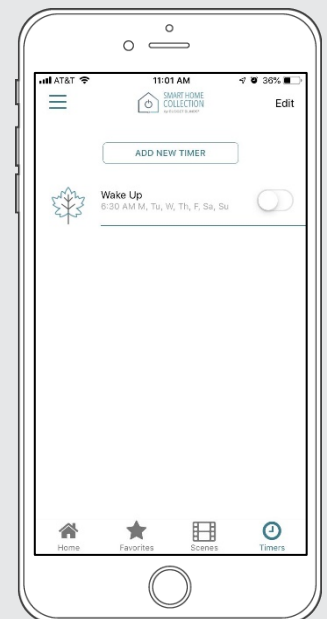 AT&T 11:01 AM 36%
SMART HOME
COLLECTION
Edit
ADD NEW TIMER
Wake Up
6:30 AM M, Tu, W, Th, F, Sa, Su
Home Favorites Scenes Timers